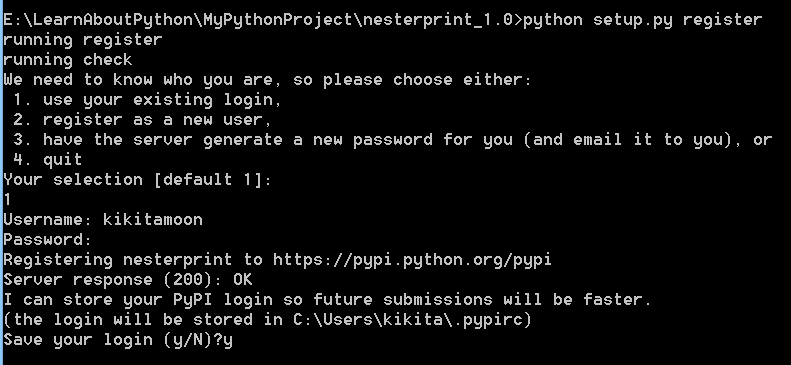 E:\LearnAboutPython\MyPythonProject\nesterprint_1.0>python setup.py register
running register
running check
We need to know who you are, so please choose either:
 1. use your existing login,
 2. register as a new user,
 3. have the server generate a new password for you (and email it to you), or
 4. quit
Your selection [default 1]:
1
Username: kikitamoon
Password:
Registering nesterprint to https://pypi.python.org/pypi
Server response (200): OK
I can store your PyPI login so future submissions will be faster.
(the login will be stored in C:\Users\kikita\.pypirc)
Save your login (y/N)?y